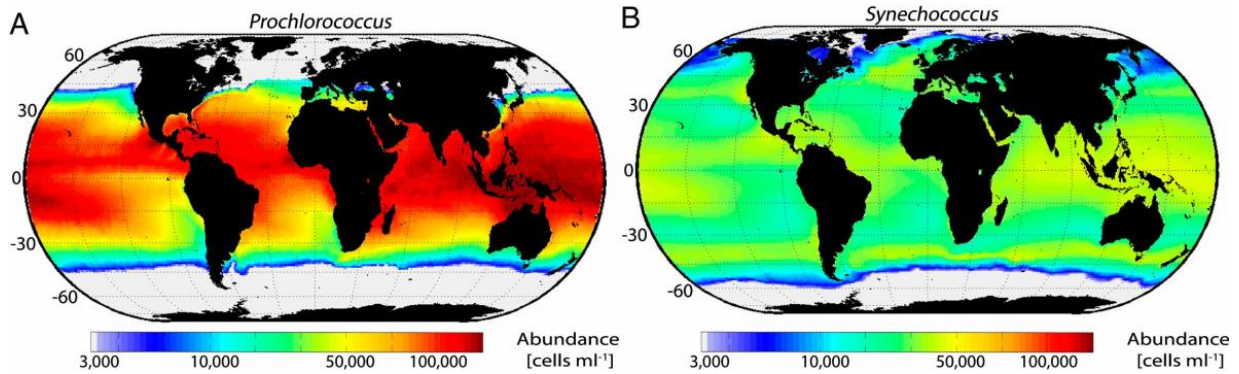 A
Prochlorococcus
60
30
0
-30
-60
3,000 10,000 50,000 100,000
Abundance
[cells ml⁻¹]
B
Synechococcus
60
30
0
-30
-60
3,000 10,000 50,000 100,000
Abundance
[cells ml⁻¹]